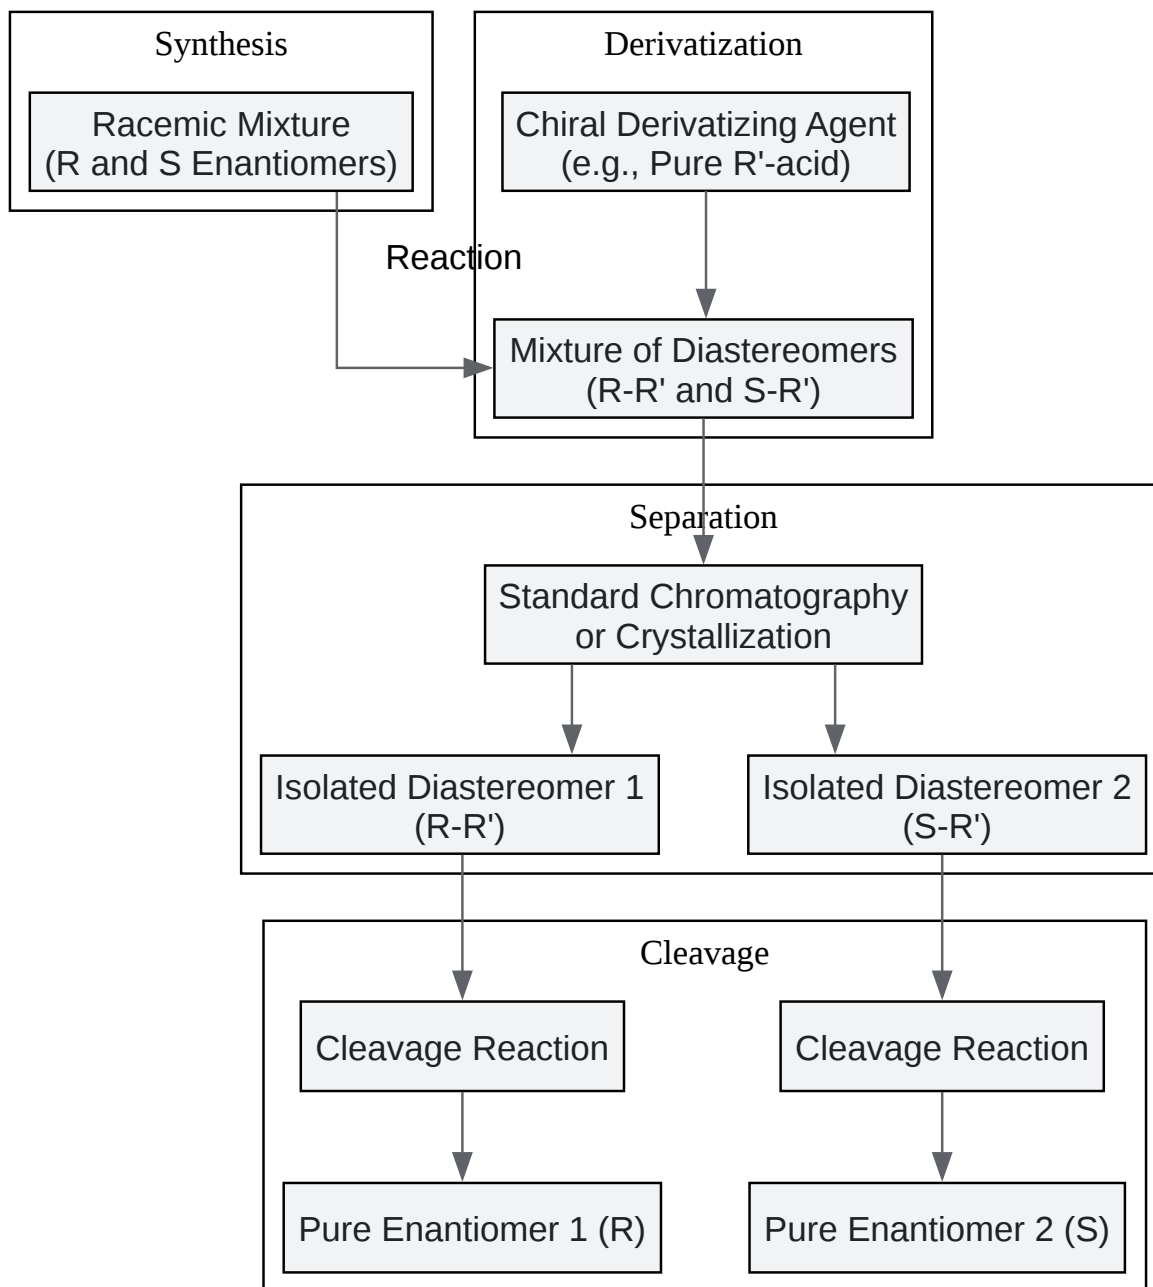 Synthesis
Racemic Mixture
(R and S Enantiomers)
Derivatization
Chiral Derivatizing Agent
(e.g., Pure R'-acid)
Reaction
Mixture of Diastereomers
(R-R' and S-R')
Separation
Standard Chromatography
or Crystallization
Isolated Diastereomer 1
(R-R')
Isolated Diastereomer 2
(S-R')
Cleavage
Cleavage Reaction
Cleavage Reaction
Pure Enantiomer 1 (R)
Pure Enantiomer 2 (S)